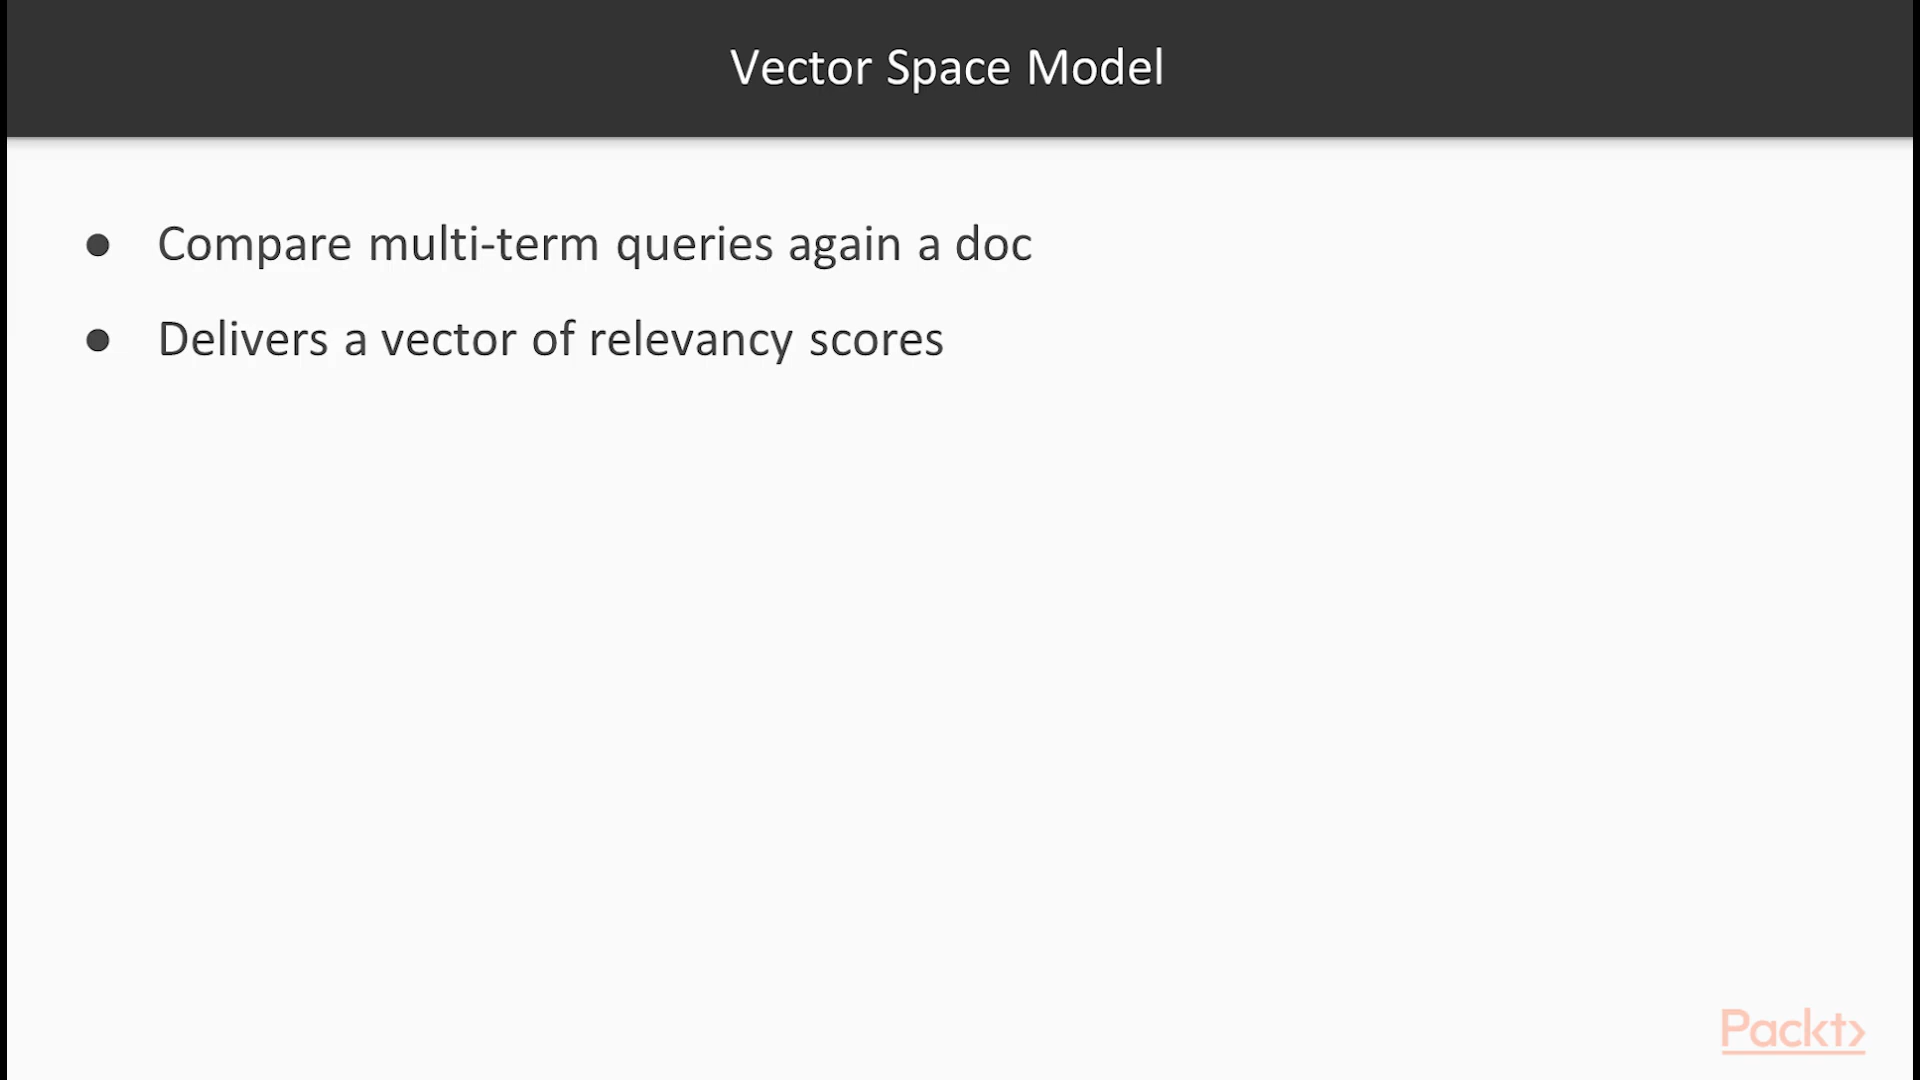 Vector Space Model
● Compare multi-term queries again a doc
● Delivers a vector of relevancy scores
Packt>